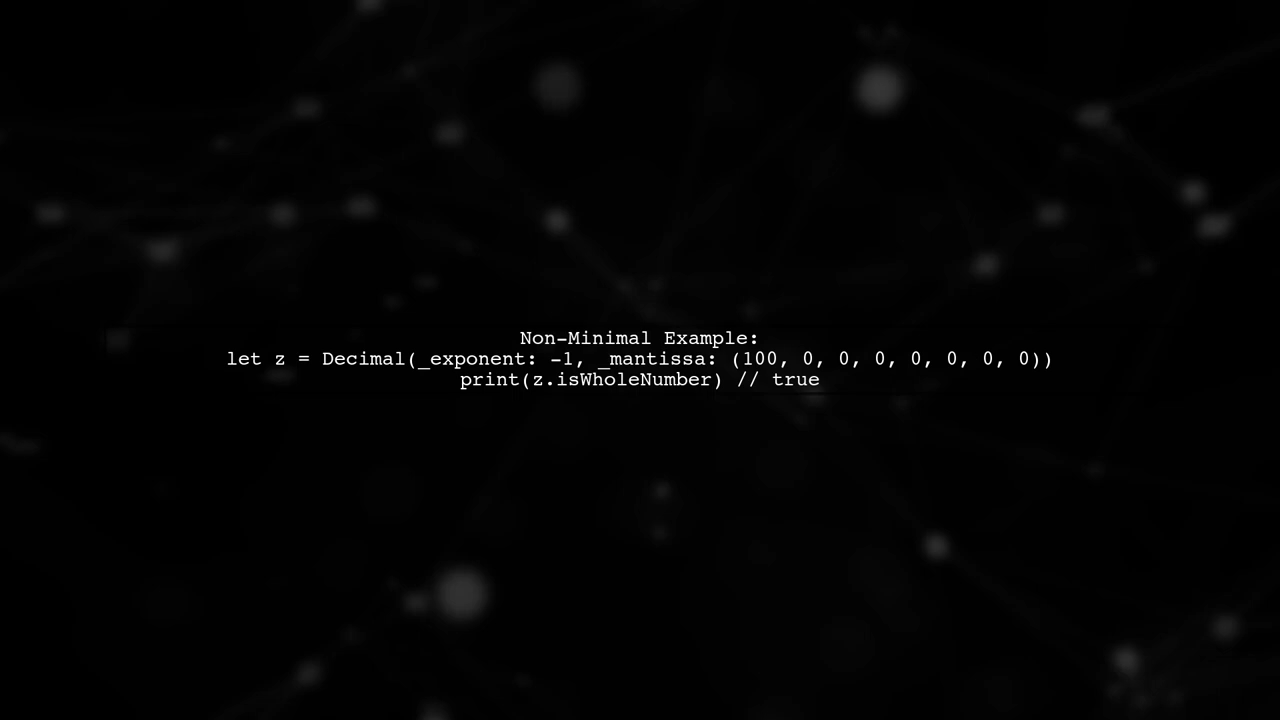 Non-Minimal Example:
let z = Decimal(_exponent: -1, _mantissa: (100, 0, 0, 0, 0, 0, 0, 0))
print(z.isWholeNumber) // true